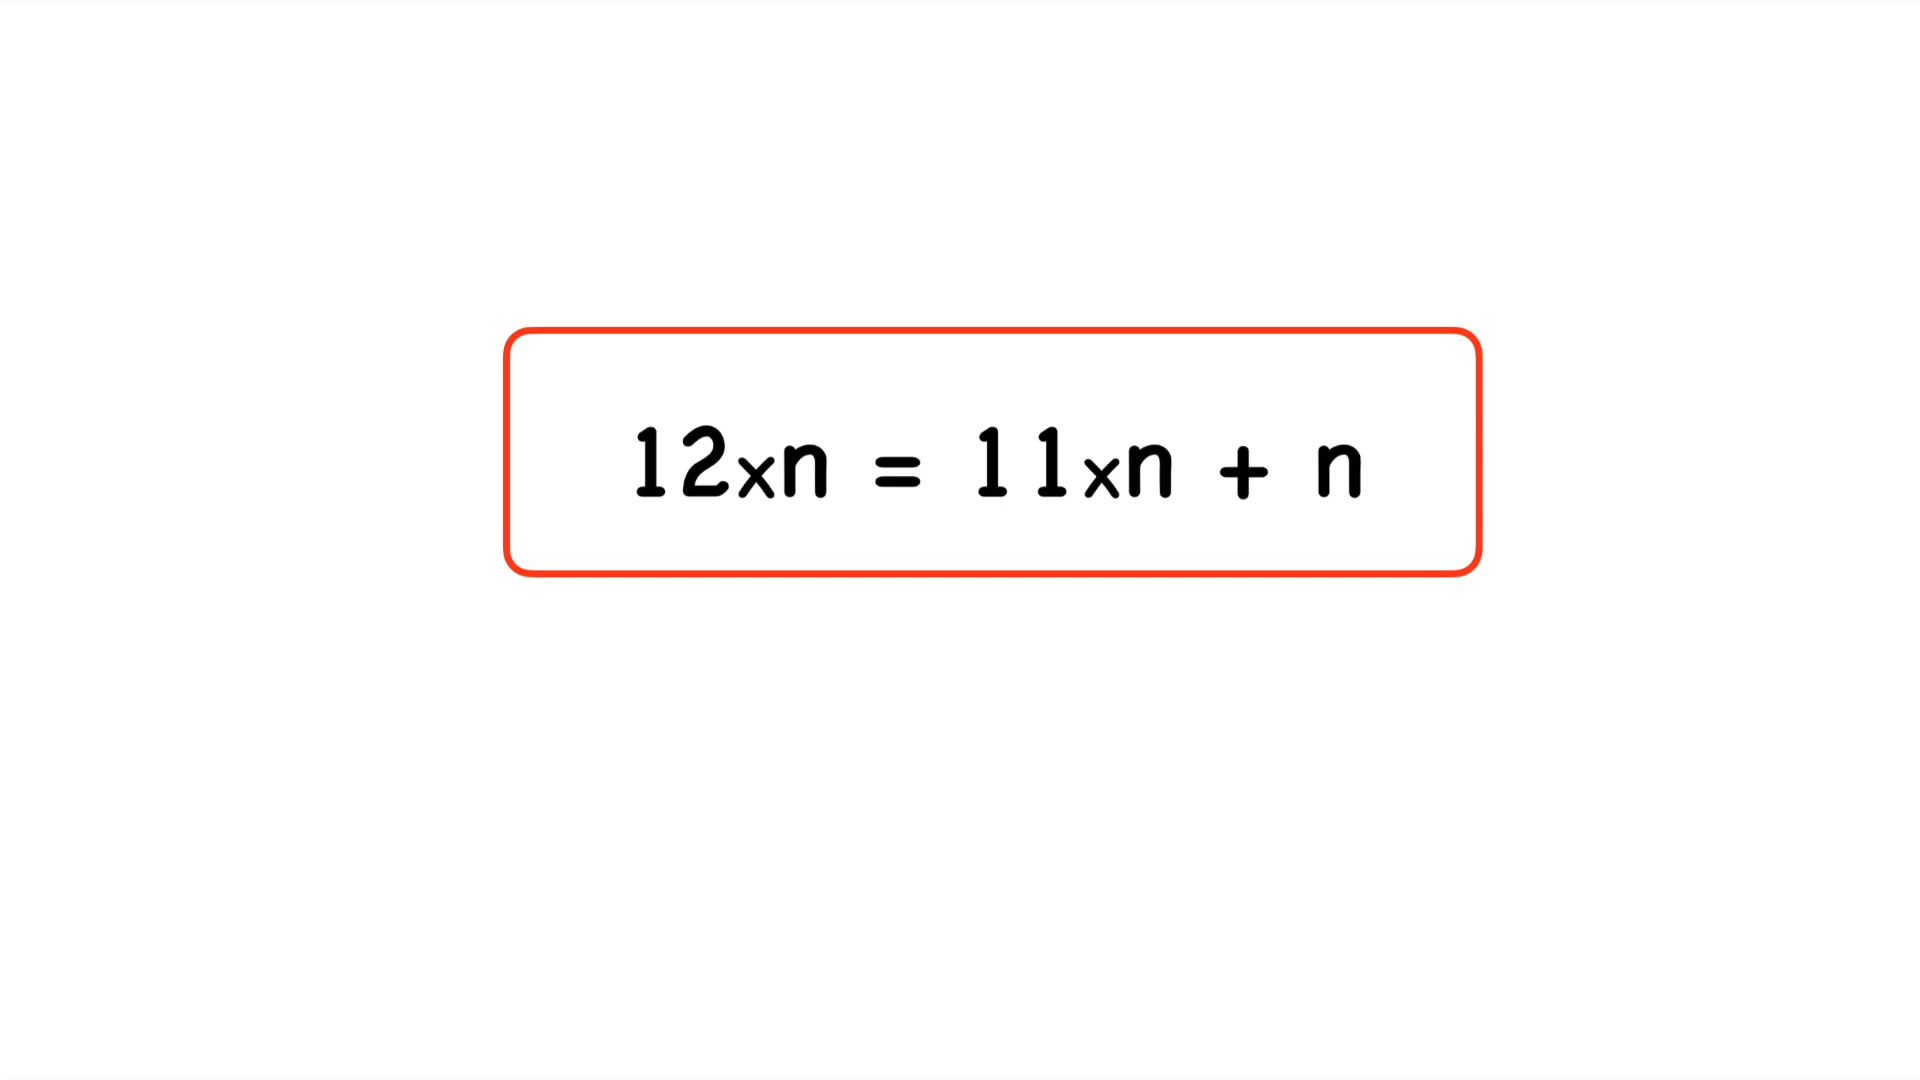 12xn = 11xn + n